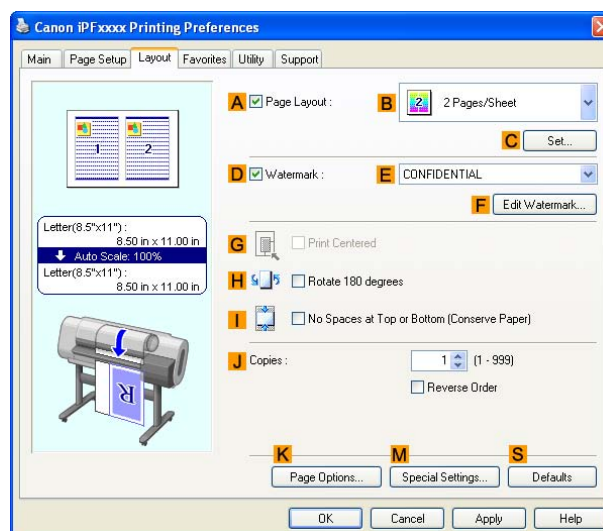 Canon iPFxxxx Printing Preferences
Main Page Setup Layout Favorites Utility Support
1 2
Letter(8.5"x11") :
8.50 in x 11.00 in
Auto Scale: 100%
Letter(8.5"x11") :
8.50 in x 11.00 in
R
A Page Layout : B 2 2 Pages/Sheet
C Set...
D Watermark : E CONFIDENTIAL
F Edit Watermark...
G Print Centered
H Rotate 180 degrees
I No Spaces at Top or Bottom (Conserve Paper)
J Copies : 1 (1 - 999)
Reverse Order
K M S
Page Options... Special Settings... Defaults
OK Cancel Apply Help